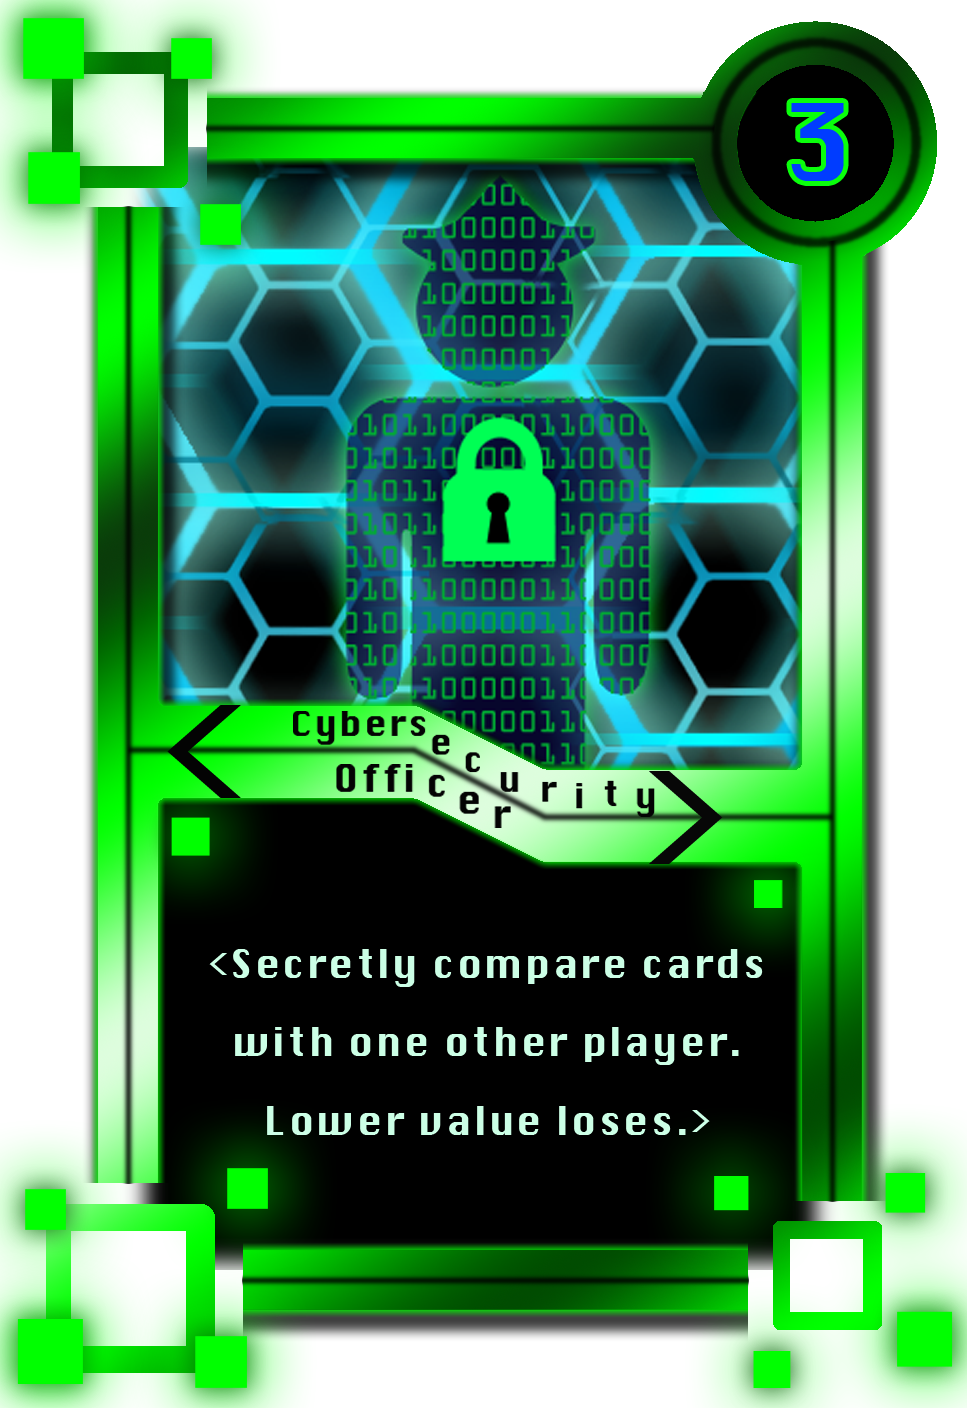 3
Cybersecurity
Officer
<Secretly compare cards
with one other player.
Lower value loses.>